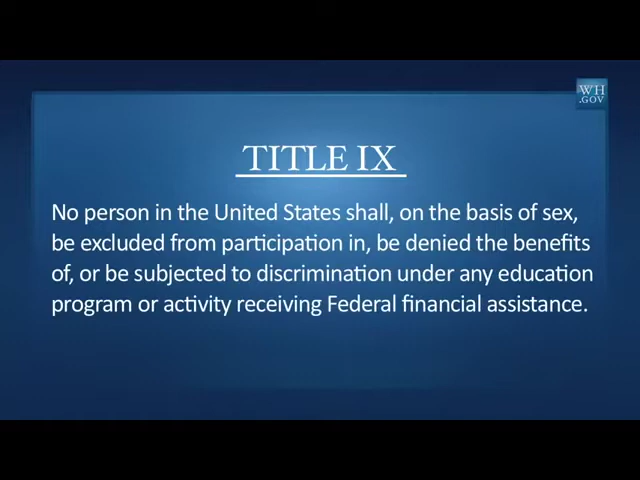 WH
.GOV
TITLE IX
No person in the United States shall, on the basis of sex,
be excluded from participation in, be denied the benefits
of, or be subjected to discrimination under any education
program or activity receiving Federal financial assistance.